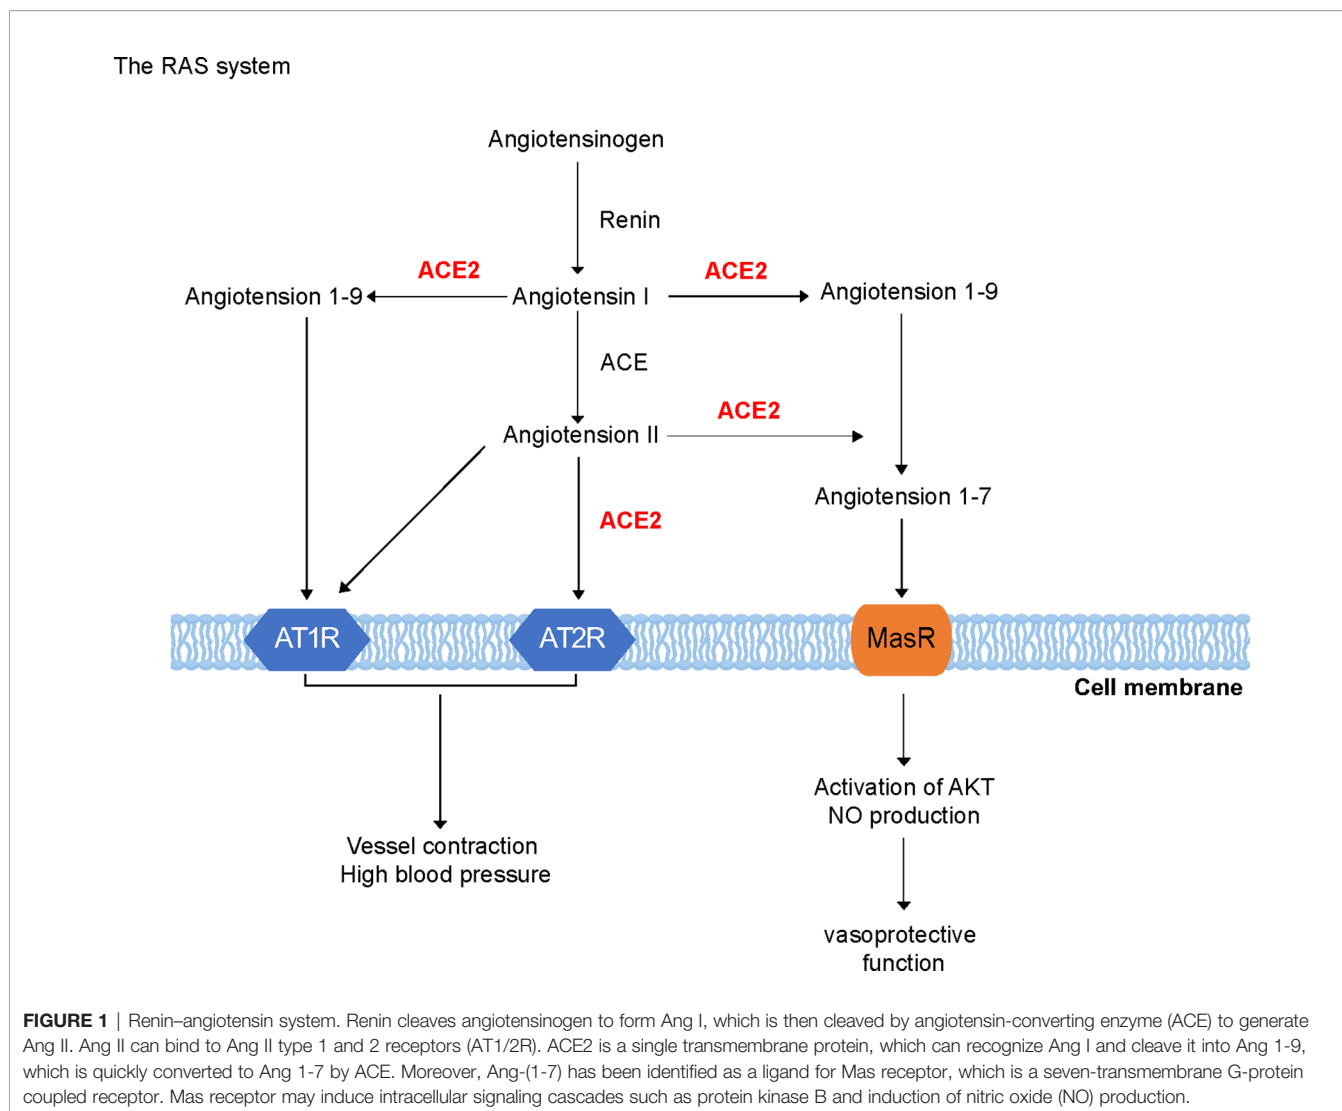 The RAS system
Angiotensinogen
Renin
ACE2
ACE2
Angiotension 1-9
Angiotensin I
Angiotension 1-9
ACE
ACE2
Angiotension II
Angiotension 1-7
ACE2
AT1R
AT2R
MasR
Cell membrane
Activation of AKT
NO production
Vessel contraction
High blood pressure
vasoprotective
function
FIGURE 1 | Renin–angiotensin system. Renin cleaves angiotensinogen to form Ang I, which is then cleaved by angiotensin-converting enzyme (ACE) to generate
Ang II. Ang II can bind to Ang II type 1 and 2 receptors (AT1/2R). ACE2 is a single transmembrane protein, which can recognize Ang I and cleave it into Ang 1-9,
which is quickly converted to Ang 1-7 by ACE. Moreover, Ang-(1-7) has been identified as a ligand for Mas receptor, which is a seven-transmembrane G-protein
coupled receptor. Mas receptor may induce intracellular signaling cascades such as protein kinase B and induction of nitric oxide (NO) production.